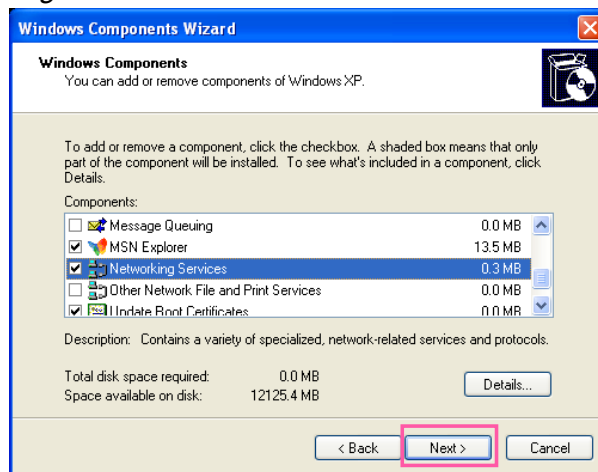 Windows Components Wizard
Windows Components
You can add or remove components of Windows XP.
To add or remove a component, click the checkbox. A shaded box means that only
part of the component will be installed. To see what's included in a component, click
Details.
Components:
Message Queuing 0.0 MB
MSN Explorer 13.5 MB
Networking Services 0.3 MB
Other Network File and Print Services 0.0 MB
Update Root Certificates 0.0 MB
Description: Contains a variety of specialized, network-related services and protocols.
Total disk space required: 0.0 MB
Space available on disk: 12125.4 MB
Details...
< Back Next > Cancel